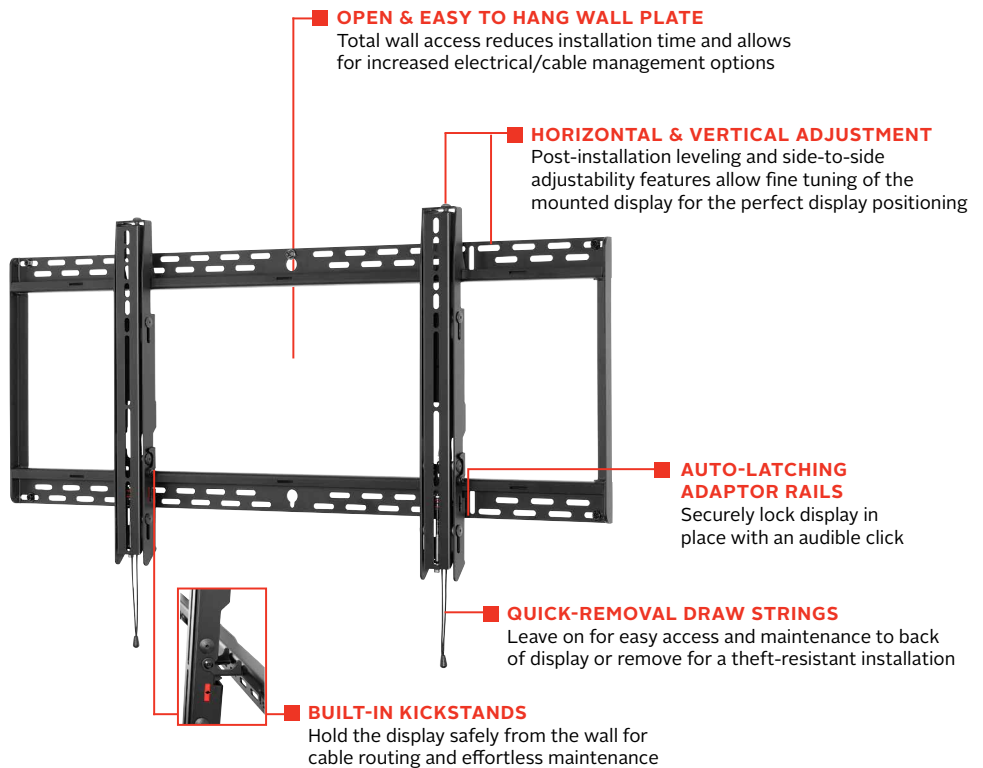 OPEN & EASY TO HANG WALL PLATE
Total wall access reduces installation time and allows
for increased electrical/cable management options
HORIZONTAL & VERTICAL ADJUSTMENT
Post-installation leveling and side-to-side
adjustability features allow fine tuning of the
mounted display for the perfect display positioning
AUTO-LATCHING
ADAPTOR RAILS
Securely lock display in
place with an audible click
QUICK-REMOVAL DRAW STRINGS
Leave on for easy access and maintenance to back
of display or remove for a theft-resistant installation
BUILT-IN KICKSTANDS
Hold the display safely from the wall for
cable routing and effortless maintenance